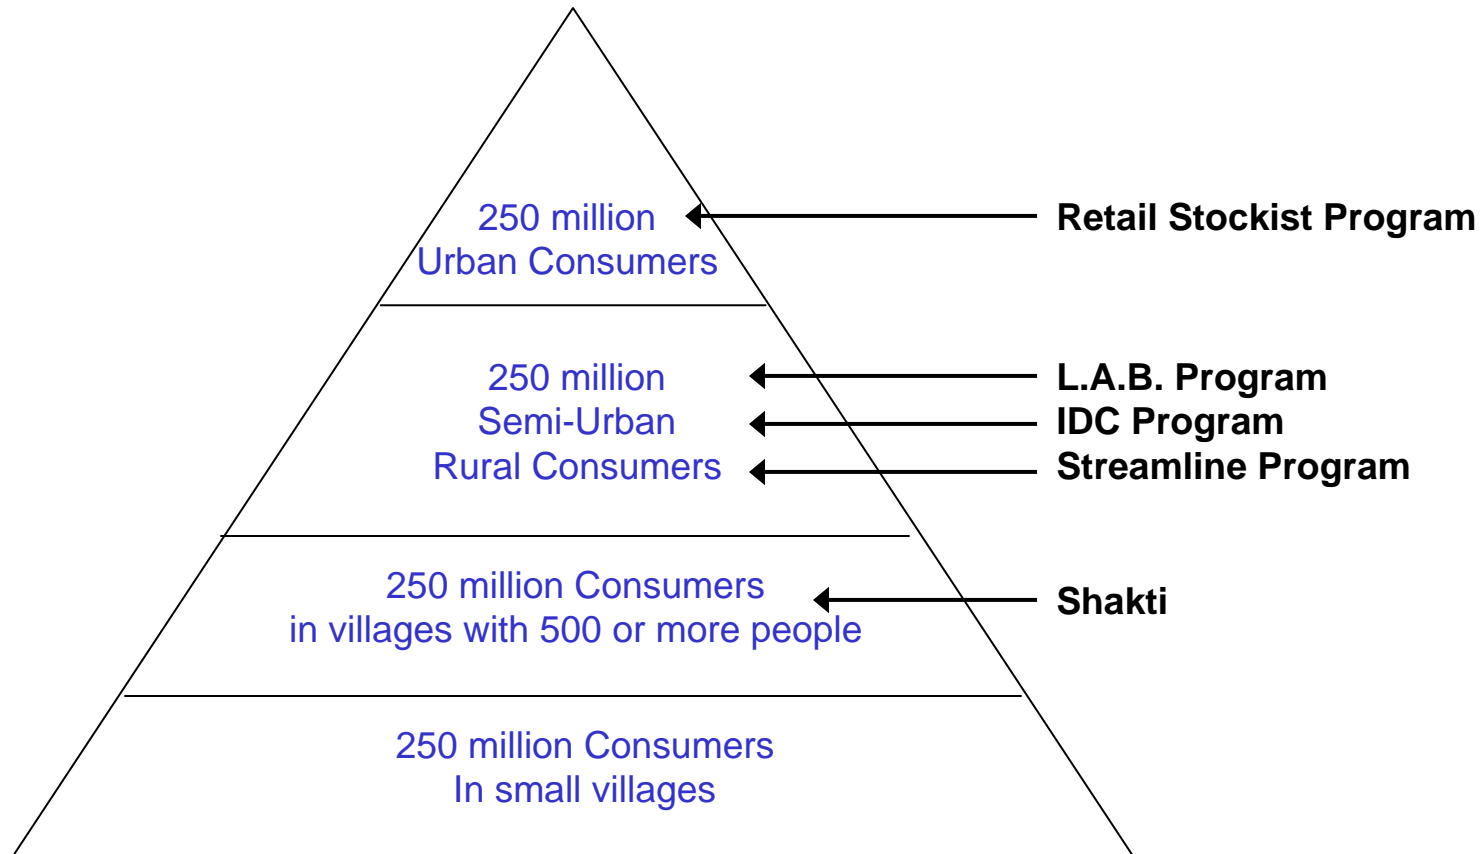 250 million
Urban Consumers
Retail Stockist Program
250 million
Semi-Urban
Rural Consumers
L.A.B. Program
IDC Program
Streamline Program
250 million Consumers
in villages with 500 or more people
Shakti
250 million Consumers
In small villages